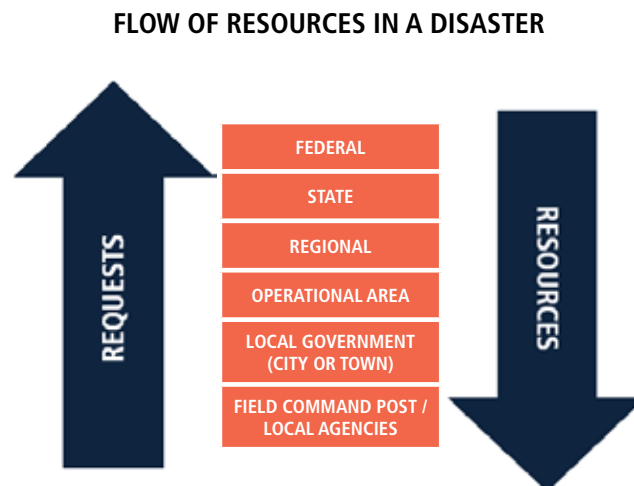 FLOW OF RESOURCES IN A DISASTER
REQUESTS
FEDERAL
STATE
REGIONAL
OPERATIONAL AREA
LOCAL GOVERNMENT
(CITY OR TOWN)
FIELD COMMAND POST /
LOCAL AGENCIES
RESOURCES